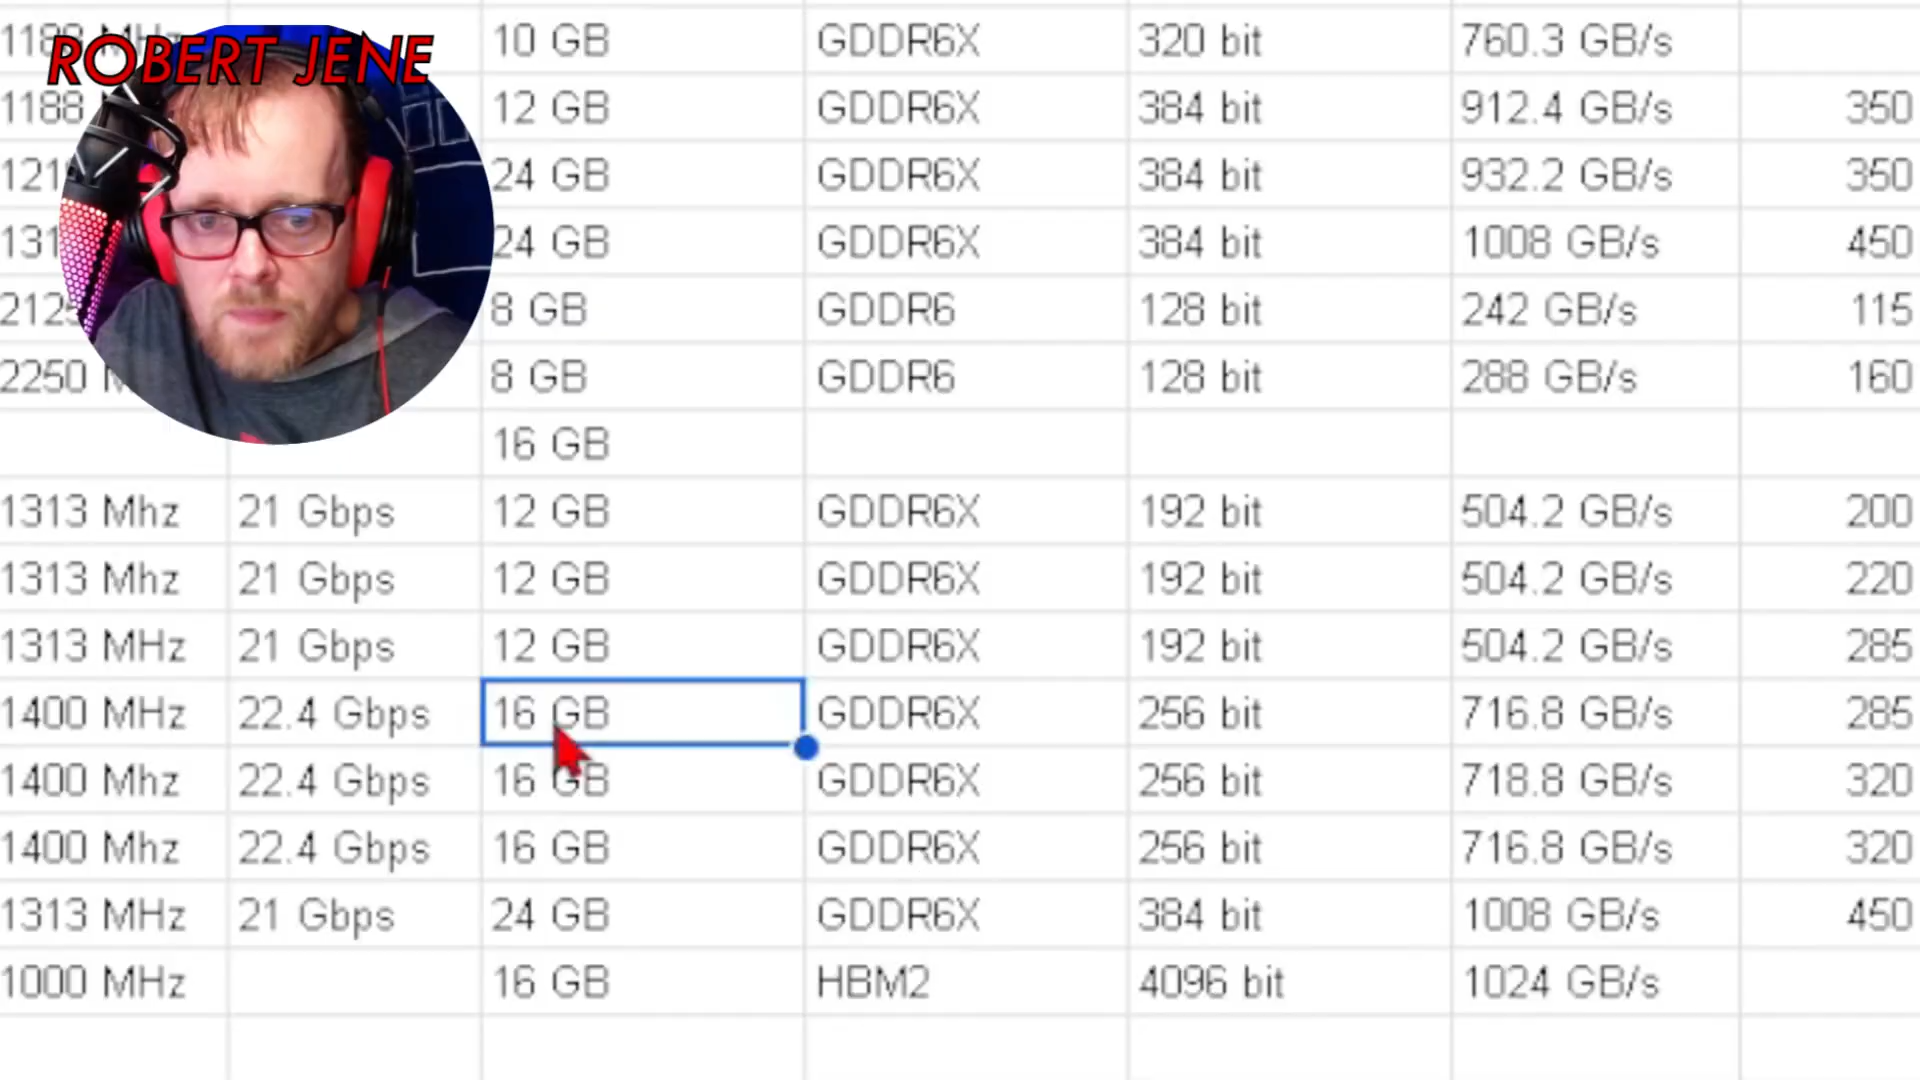 ROBERT JENE
10 GB GDDR6X 320 bit 760.3 GB/s
1188 12 GB GDDR6X 384 bit 912.4 GB/s 350
24 GB GDDR6X 384 bit 932.2 GB/s 350
24 GB GDDR6X 384 bit 1008 GB/s 450
8 GB GDDR6 128 bit 242 GB/s 115
2250 8 GB GDDR6 128 bit 288 GB/s 160
16 GB
1313 Mhz 21 Gbps 12 GB GDDR6X 192 bit 504.2 GB/s 200
1313 Mhz 21 Gbps 12 GB GDDR6X 192 bit 504.2 GB/s 220
1313 MHz 21 Gbps 12 GB GDDR6X 192 bit 504.2 GB/s 285
1400 MHz 22.4 Gbps 16 GB GDDR6X 256 bit 716.8 GB/s 285
1400 Mhz 22.4 Gbps 16 GB GDDR6X 256 bit 718.8 GB/s 320
1400 Mhz 22.4 Gbps 16 GB GDDR6X 256 bit 716.8 GB/s 320
1313 MHz 21 Gbps 24 GB GDDR6X 384 bit 1008 GB/s 450
1000 MHz 16 GB HBM2 4096 bit 1024 GB/s